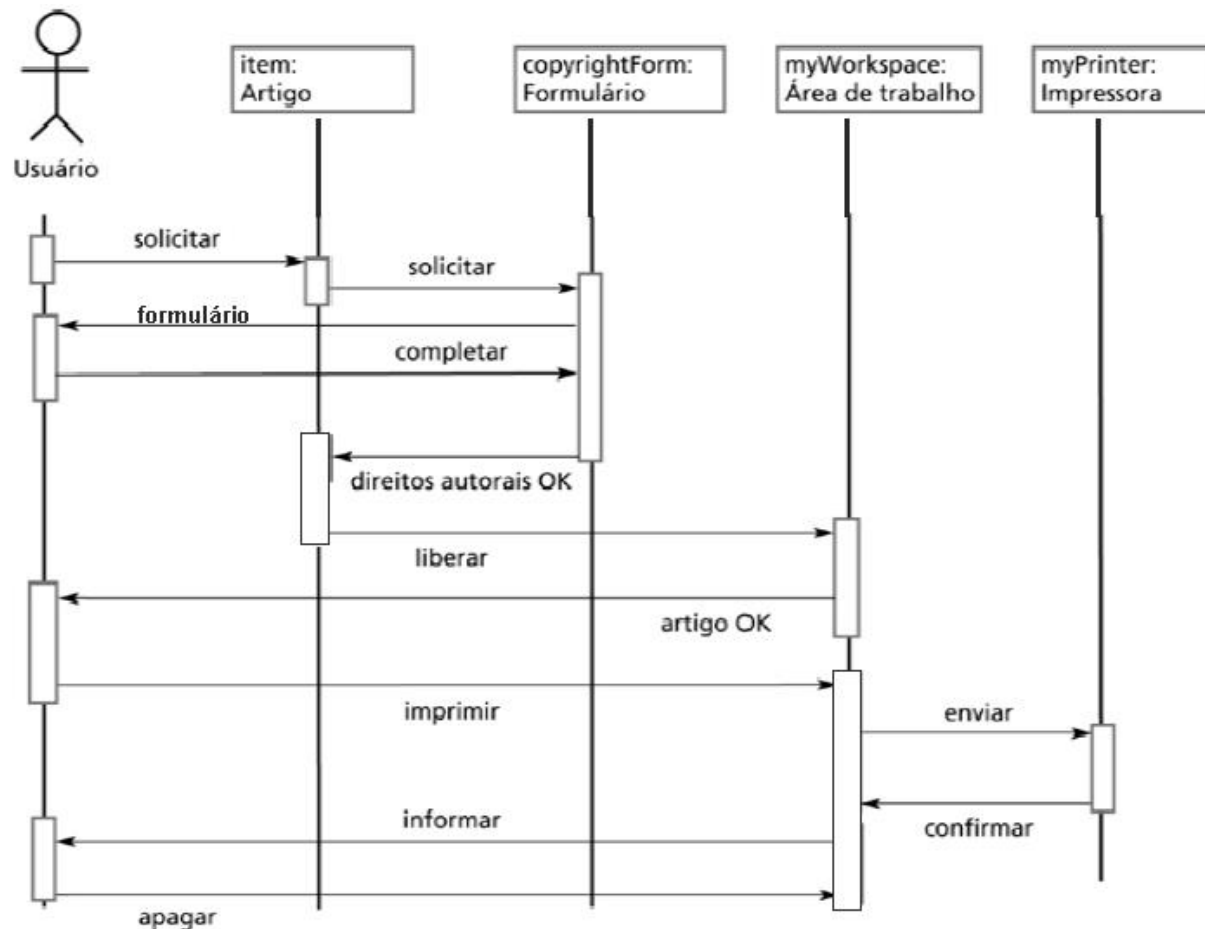 item:
Artigo
copyrightForm:
Formulário
myWorkspace:
Área de trabalho
myPrinter:
Impressora
Usuário
solicitar
solicitar
formulário
completar
direitos autorais OK
liberar
artigo OK
imprimir
enviar
informar
confirmar
apagar